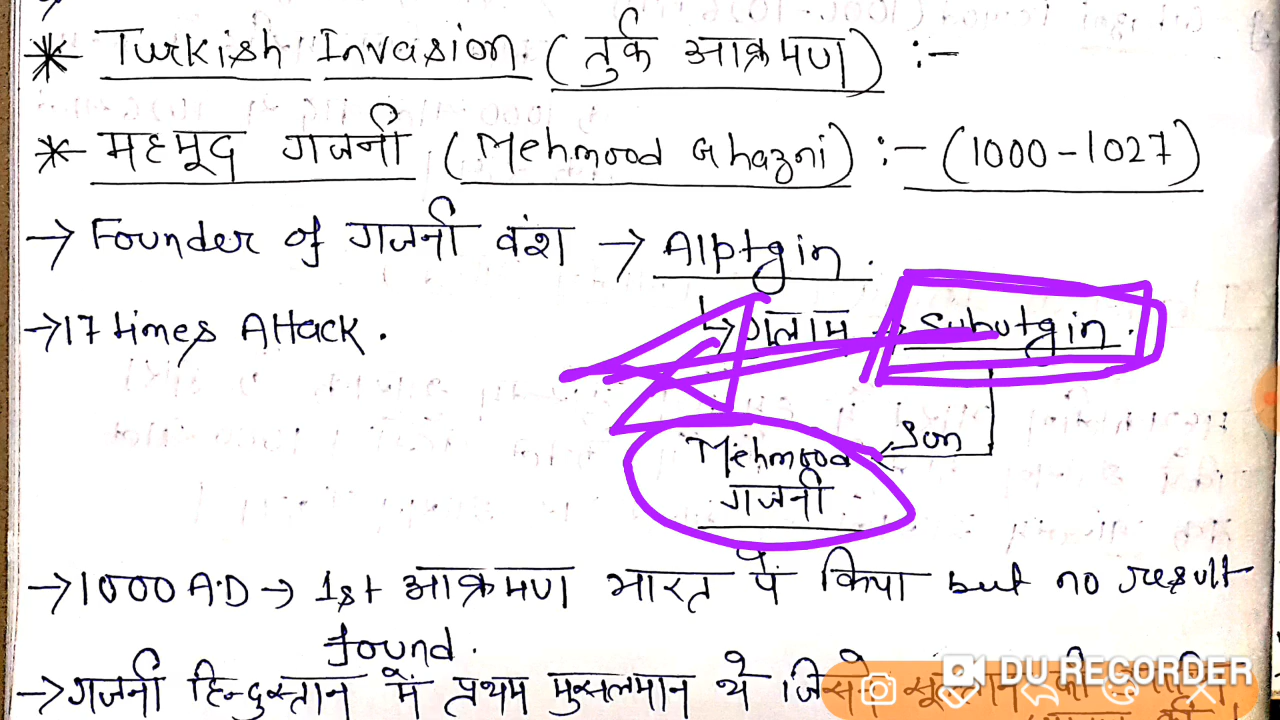 * Turkish Invasion (तुर्क आक्रमण) :-
* महमूद गजनी (Mehmood Ghazni) :- (1000-1027)
→ Founder of गजनी वंश → Alptgin.
→ 17 times Attack. ↳ गुलाम → Subutgin.
son
Mehmood
गजनी
→ 1000 A.D → 1st आक्रमण भारत पे किया but no result
found.
→ गजनी हिन्दुस्तान में प्रथम मुसलमान थे जिसने
DU RECORDER